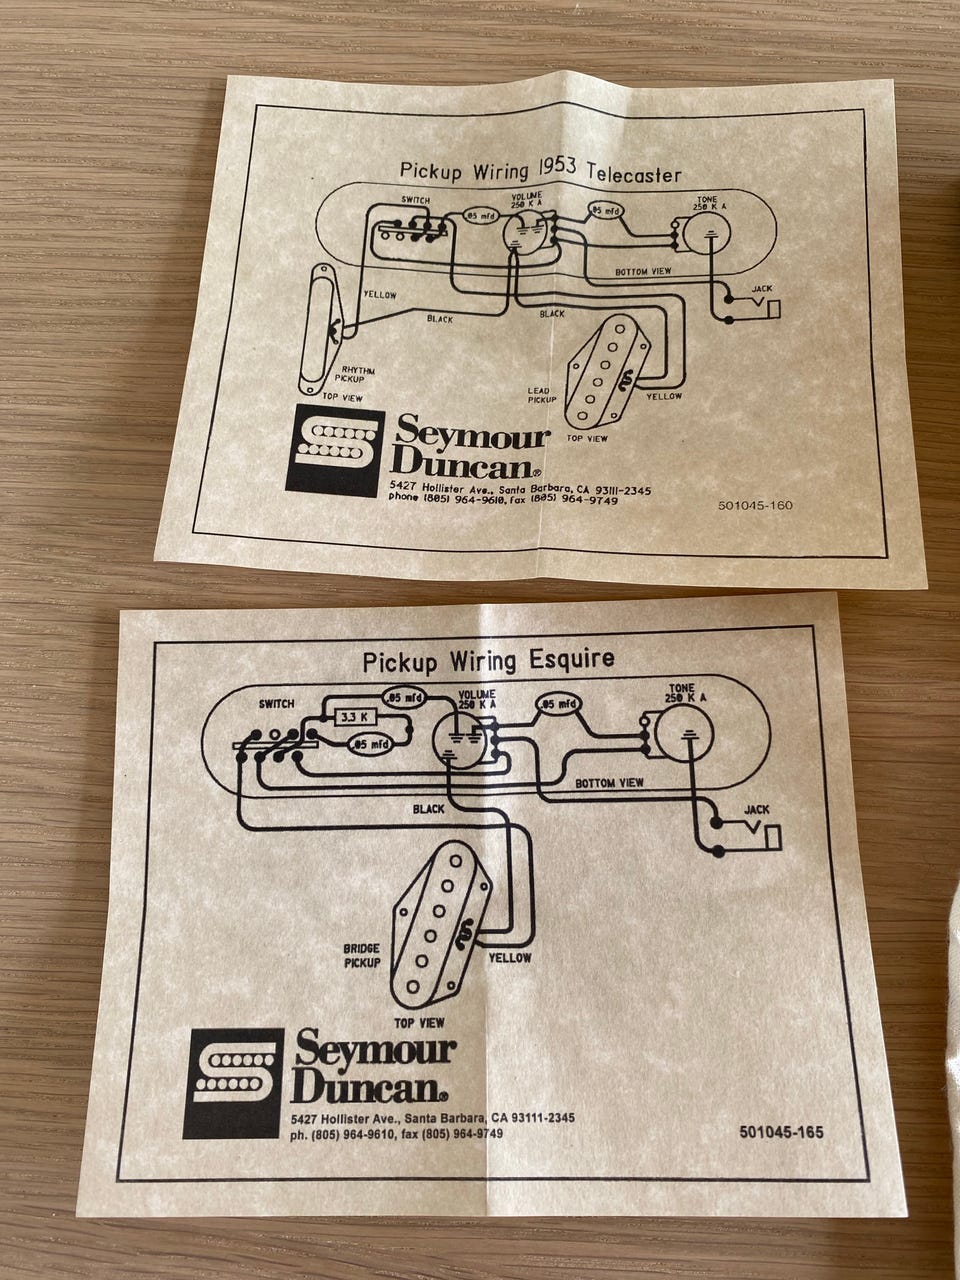 Pickup Wiring 1953 Telecaster
SWITCH
.05 mfd
VOLUME
250 K A
.05 mfd
TONE
250 K A
BOTTOM VIEW
JACK
YELLOW
BLACK
BLACK
RHYTHM
PICKUP
TOP VIEW
LEAD
PICKUP
YELLOW
TOP VIEW
Seymour
Duncan®
5427 Hollister Ave., Santa Barbara, CA 93111-2345
phone (805) 964-9610, fax (805) 964-9749
501045-160
Pickup Wiring Esquire
SWITCH
.05 mfd
3.3 K
.05 mfd
VOLUME
250 K A
.05 mfd
TONE
250 K A
BOTTOM VIEW
JACK
BLACK
BRIDGE
PICKUP
YELLOW
TOP VIEW
Seymour
Duncan®
5427 Hollister Ave., Santa Barbara, CA 93111-2345
ph. (805) 964-9610, fax (805) 964-9749
501045-165